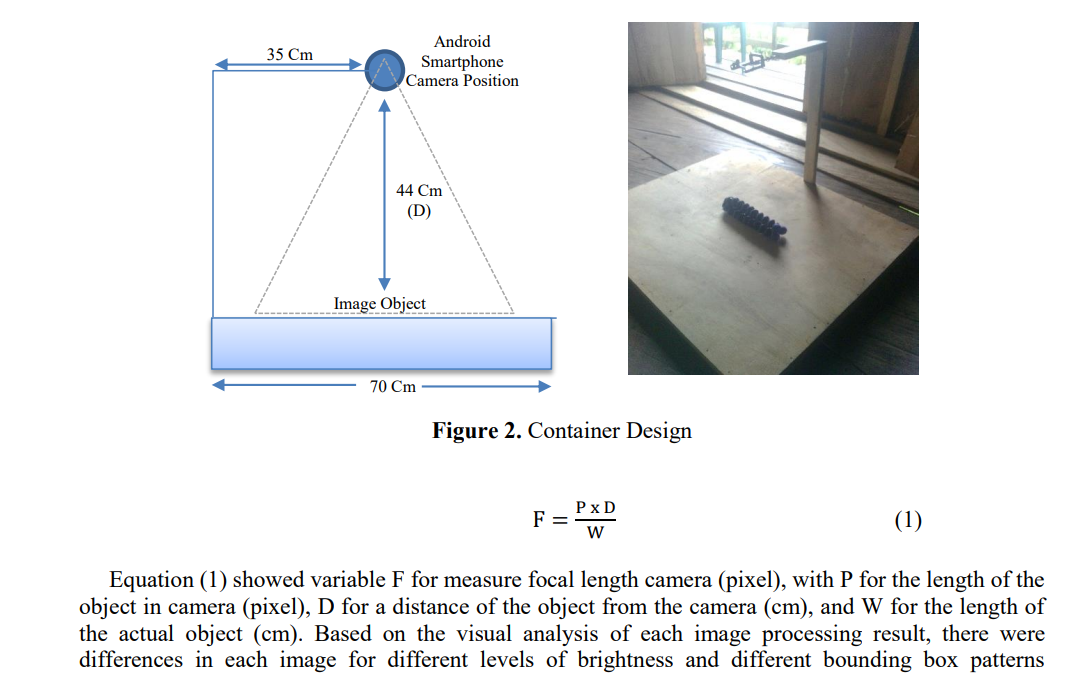 35 Cm
Android
Smartphone
Camera Position
44 Cm
(D)
Image Object
70 Cm
Figure 2. Container Design
F = P x D / W (1)
Equation (1) showed variable F for measure focal length camera (pixel), with P for the length of the
object in camera (pixel), D for a distance of the object from the camera (cm), and W for the length of
the actual object (cm). Based on the visual analysis of each image processing result, there were
differences in each image for different levels of brightness and different bounding box patterns